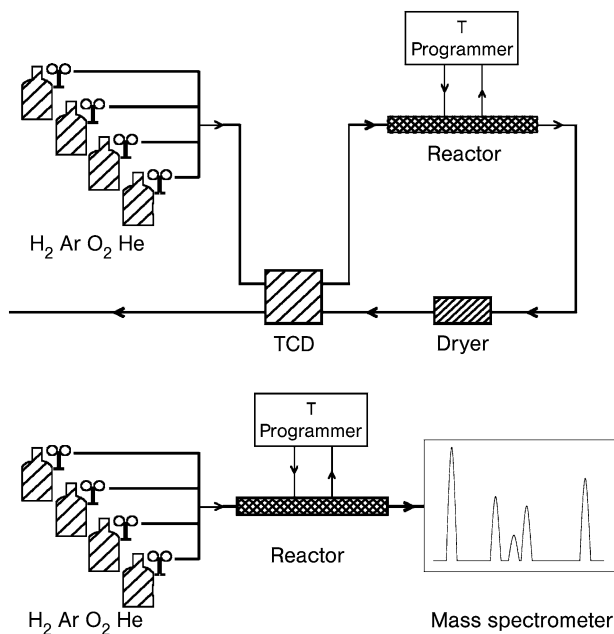 T
Programmer
Reactor
H₂ Ar O₂ He
TCD
Dryer
T
Programmer
Reactor
H₂ Ar O₂ He
Mass spectrometer